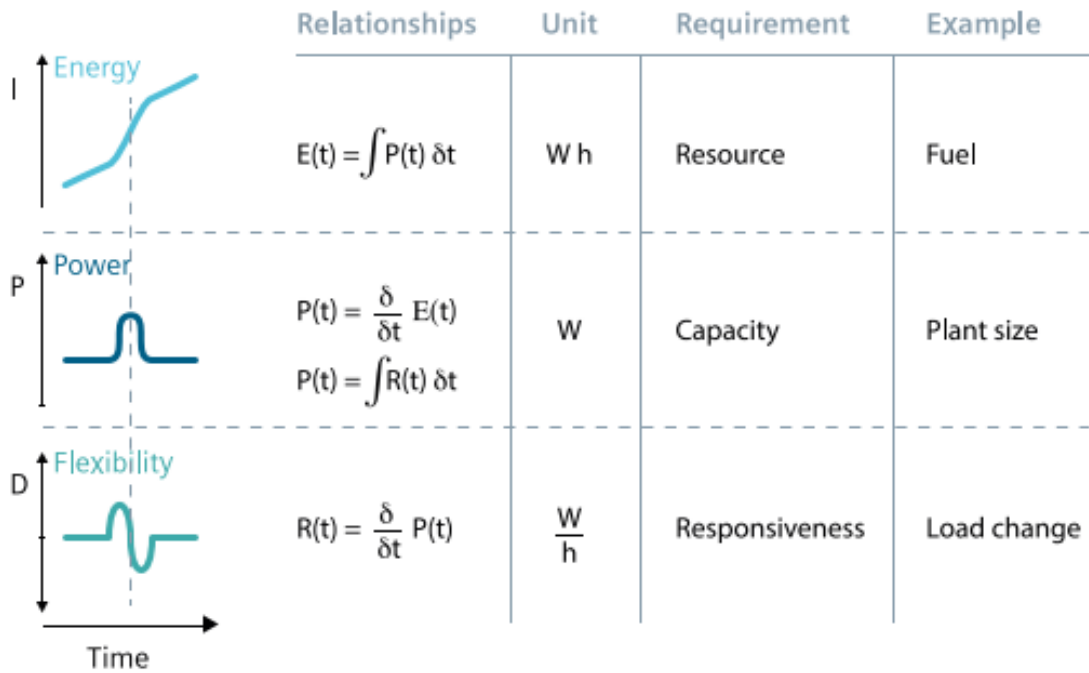 Relationships Unit Requirement Example
I Energy
E(t) = ∫P(t) δt W h Resource Fuel
P Power
P(t) = δ/δt E(t)
W Capacity Plant size
P(t) = ∫R(t) δt
D Flexibility
R(t) = δ/δt P(t) W/h Responsiveness Load change
Time